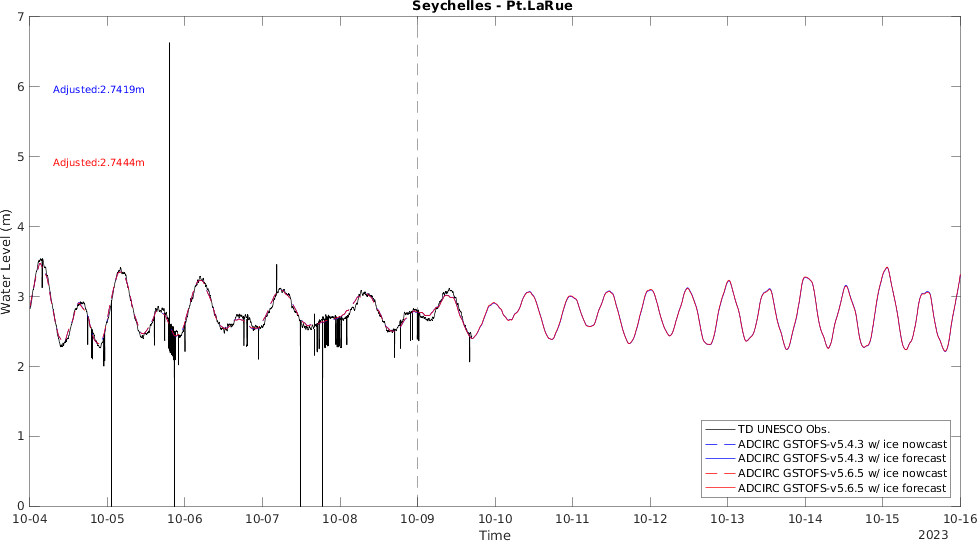 Seychelles - Pt.LaRue
Water Level (m)
7
6
5
4
3
2
1
0
Adjusted:2.7419m
Adjusted:2.7444m
TD UNESCO Obs.
ADCIRC GSTOFS-v5.4.3 w/ ice nowcast
ADCIRC GSTOFS-v5.4.3 w/ ice forecast
ADCIRC GSTOFS-v5.6.5 w/ ice nowcast
ADCIRC GSTOFS-v5.6.5 w/ ice forecast
10-04 10-05 10-06 10-07 10-08 10-09 10-10 10-11 10-12 10-13 10-14 10-15 10-16
Time
2023